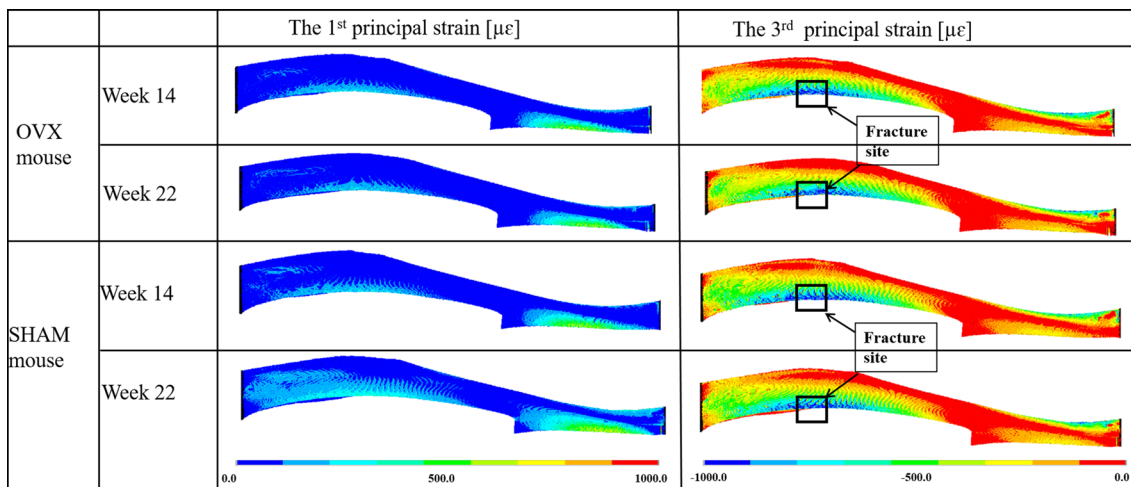 The 1st principal strain [µε]
The 3rd principal strain [µε]
OVX
mouse
Week 14
Fracture
site
Week 22
SHAM
mouse
Week 14
Fracture
site
Week 22
0.0 500.0 1000.0
-1000.0 -500.0 0.0